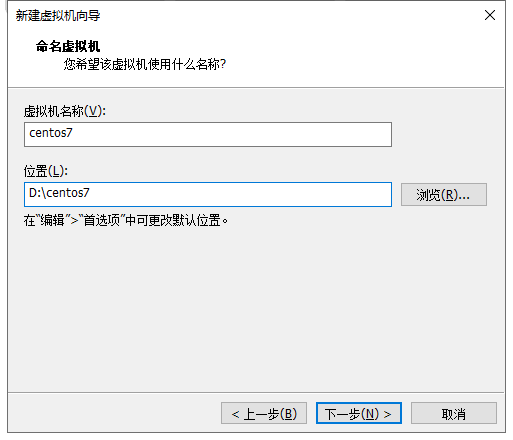 新建虚拟机向导
命名虚拟机
您希望该虚拟机使用什么名称?
虚拟机名称(V):
centos7
位置(L):
D:\centos7
浏览(R)...
在“编辑”>“首选项”中可更改默认位置。
< 上一步(B)
下一步(N) >
取消